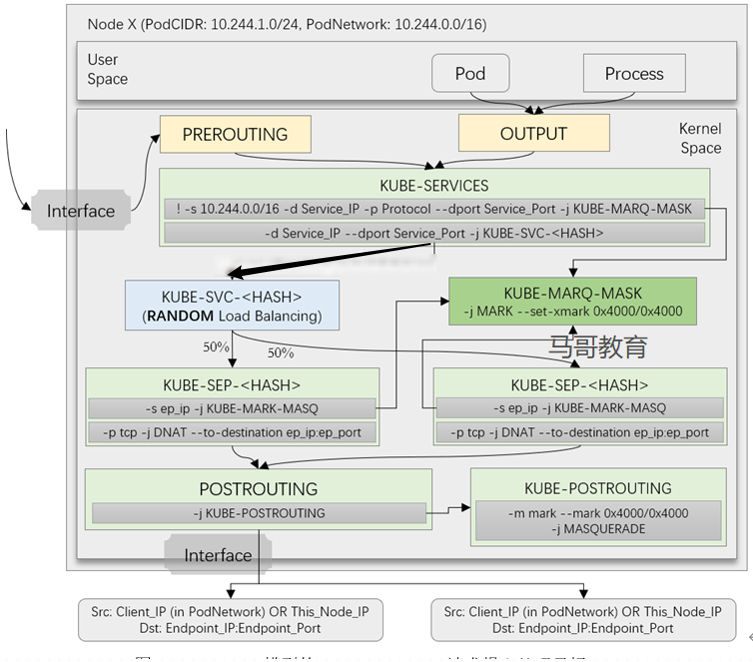 Node X (PodCIDR: 10.244.1.0/24, PodNetwork: 10.244.0.0/16)
User
Space
Pod
Process
Kernel
Space
PREROUTING
OUTPUT
Interface
KUBE-SERVICES
! -s 10.244.0.0/16 -d Service_IP -p Protocol --dport Service_Port -j KUBE-MARQ-MASK
-d Service_IP --dport Service_Port -j KUBE-SVC-<HASH>
KUBE-SVC-<HASH>
(RANDOM Load Balancing)
KUBE-MARQ-MASK
-j MARK --set-xmark 0x4000/0x4000
马哥教育
50%
50%
KUBE-SEP-<HASH>
-s ep_ip -j KUBE-MARK-MASQ
-p tcp -j DNAT --to-destination ep_ip:ep_port
KUBE-SEP-<HASH>
-s ep_ip -j KUBE-MARK-MASQ
-p tcp -j DNAT --to-destination ep_ip:ep_port
POSTROUTING
-j KUBE-POSTROUTING
KUBE-POSTROUTING
-m mark --mark 0x4000/0x4000
-j MASQUERADE
Interface
Src: Client_IP (in PodNetwork) OR This_Node_IP
Dst: Endpoint_IP:Endpoint_Port
Src: Client_IP (in PodNetwork) OR This_Node_IP
Dst: Endpoint_IP:Endpoint_Port